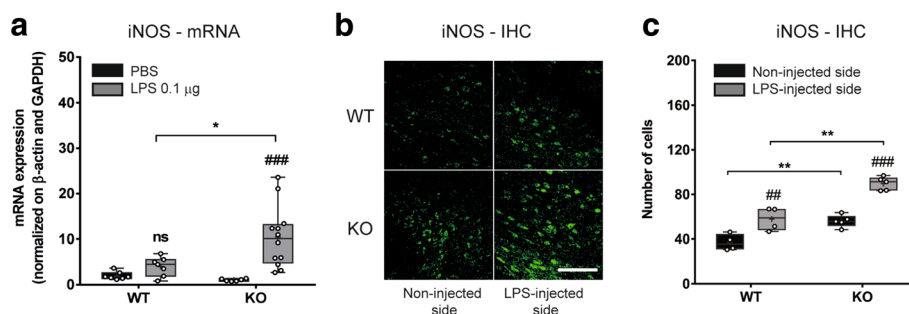 a
iNOS - mRNA
mRNA expression
(normalized on β-actin and GAPDH)
50
40
30
20
10
0
PBS
LPS 0.1 μg
*
###
ns
WT
KO
b
iNOS - IHC
WT
KO
Non-injected
side
LPS-injected
side
c
iNOS - IHC
Number of cells
200
160
120
80
40
0
Non-injected side
LPS-injected side
**
**
##
###
WT
KO